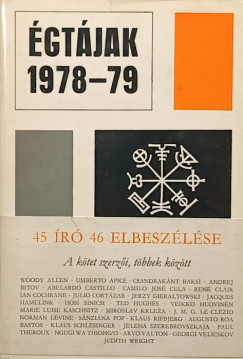 ÉGTÁJAK
1978–79
45 ÍRÓ 46 ELBESZÉLÉSE
A kötet szerzői, többek között
WOODY ALLEN · UMBERTO APICE · CSANDRAKÁNT BAKSI · ANDREJ
BITOV · ABELARDO CASTILLO · CAMILO JOSÉ CELA · RENÉ CLAIR
IAN COCHRANE · JULIO CORTÁZAR · JERZY GIERAŁTOWSKI · JACQUES
HAMELINK · HOSI SINICSI · TED HUGHES · VEIKKO HUOVINEN
MARIE LUISE KASCHNITZ · MIROSLAV KRLEŽA · J. M. G. LE CLÉZIO
NORMAN LEVINE · SÂNZIANA POP · KLAUS RIFBJERG · AUGUSTO ROA
BASTOS · KLAUS SCHLESINGER · JELENA SZEREBROVSZKAJA · PAUL
THEROUX · NGUGI WA THIONGO · ARVO VALTON · GEORGI VELICSKOV
JUDITH WRIGHT